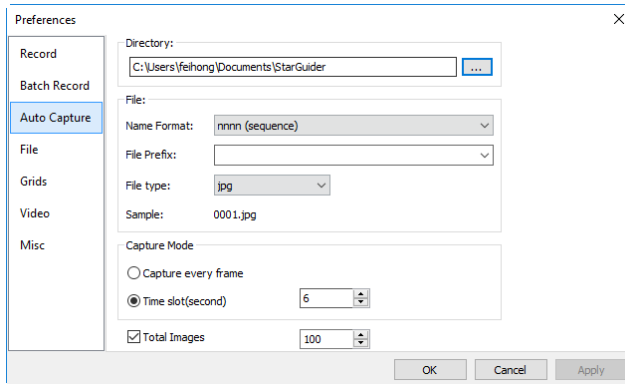 Preferences
Record
Batch Record
Auto Capture
File
Grids
Video
Misc
Directory:
C:\Users\feihong\Documents\StarGuider
...
File:
Name Format: nnnn (sequence)
File Prefix:
File type: jpg
Sample: 0001.jpg
Capture Mode
Capture every frame
Time slot(second) 6
Total Images 100
OK Cancel Apply